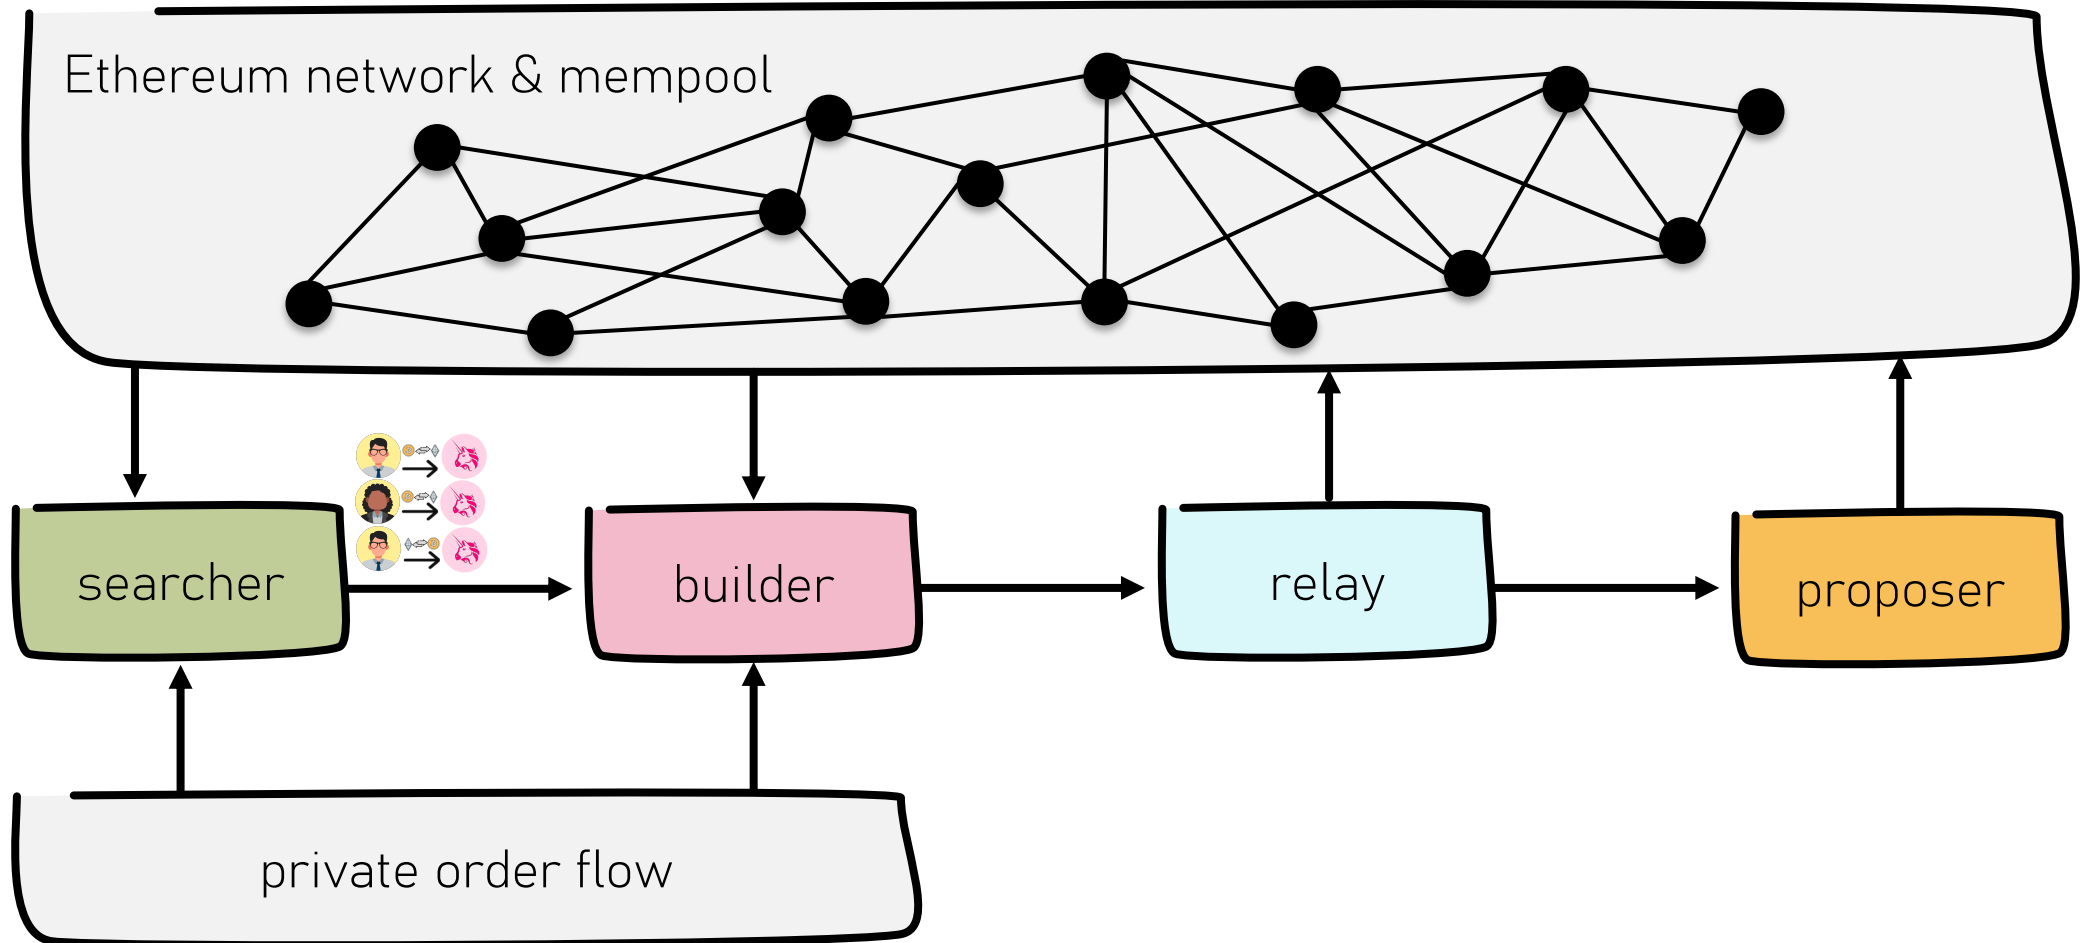 Ethereum network & mempool
searcher
builder
relay
proposer
private order flow